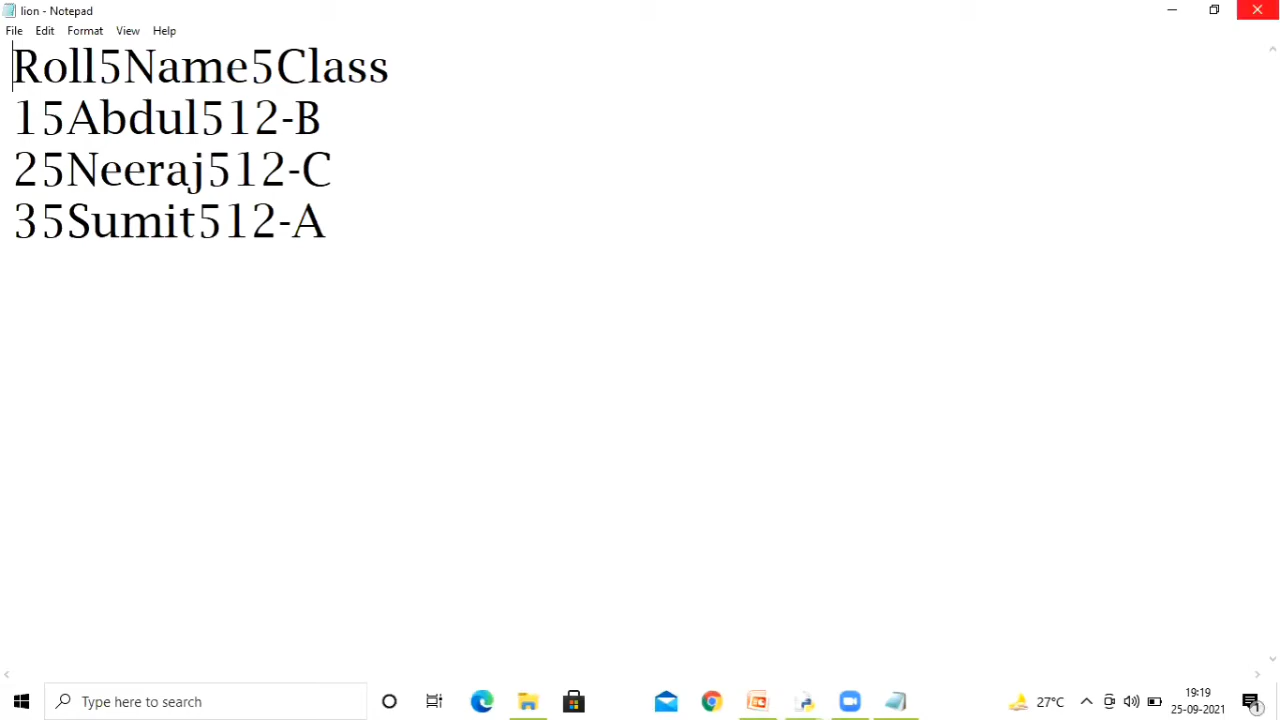 lion - Notepad
File Edit Format View Help
Roll5Name5Class
15Abdul512-B
25Neeraj512-C
35Sumit512-A
Type here to search
27°C
19:19
25-09-2021
1